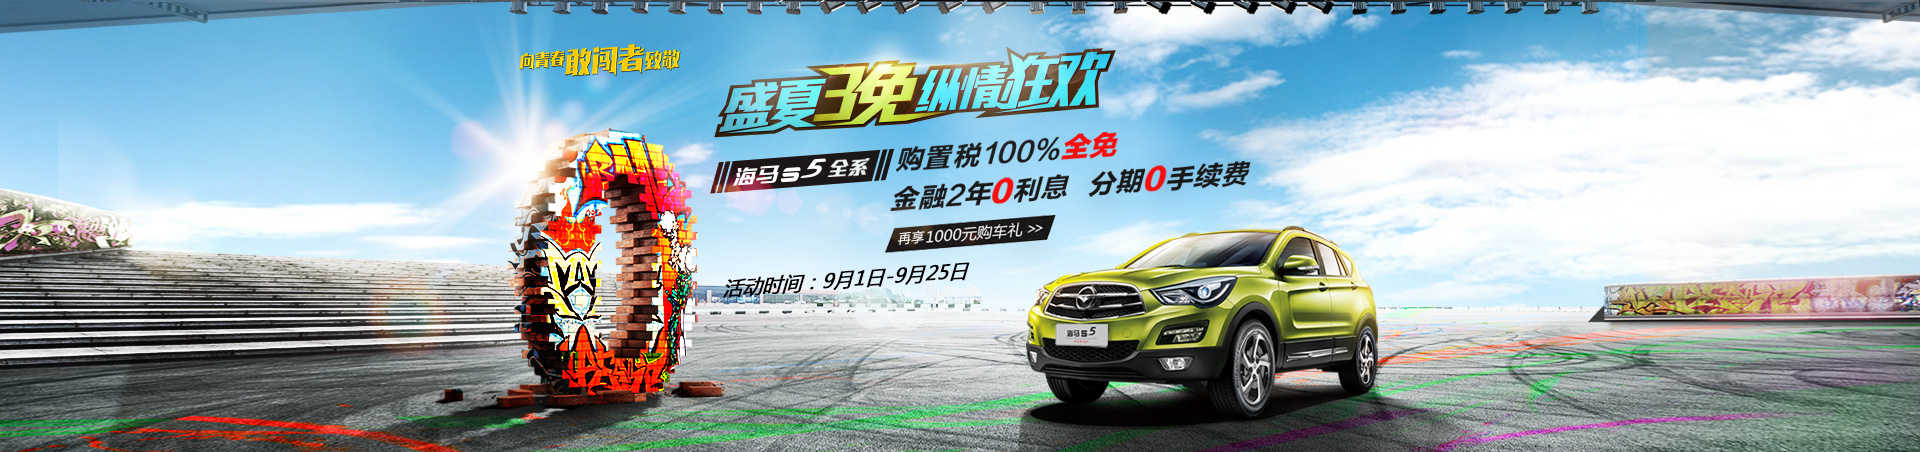 向青春敢闯者致敬
盛夏3免纵情狂欢
海马S5全系
购置税100%全免
金融2年0利息 分期0手续费
再享1000元购车礼 >>
活动时间：9月1日-9月25日
海马S5